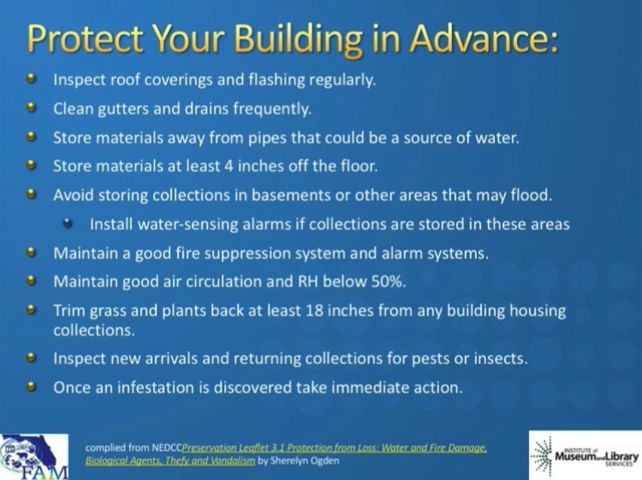 Protect Your Building in Advance:
Inspect roof coverings and flashing regularly.
Clean gutters and drains frequently.
Store materials away from pipes that could be a source of water.
Store materials at least 4 inches off the floor.
Avoid storing collections in basements or other areas that may flood.
Install water-sensing alarms if collections are stored in these areas
Maintain a good fire suppression system and alarm systems.
Maintain good air circulation and RH below 50%.
Trim grass and plants back at least 18 inches from any building housing
collections.
Inspect new arrivals and returning collections for pests or insects.
Once an infestation is discovered take immediate action.
FAM
complied from NEDCCPreservation Leaflet 3.1 Protection from Loss: Water and Fire Damage,
Biological Agents, Thefy and Vandalism by Sherelyn Ogden
INSTITUTE of
Museum and Library
SERVICES